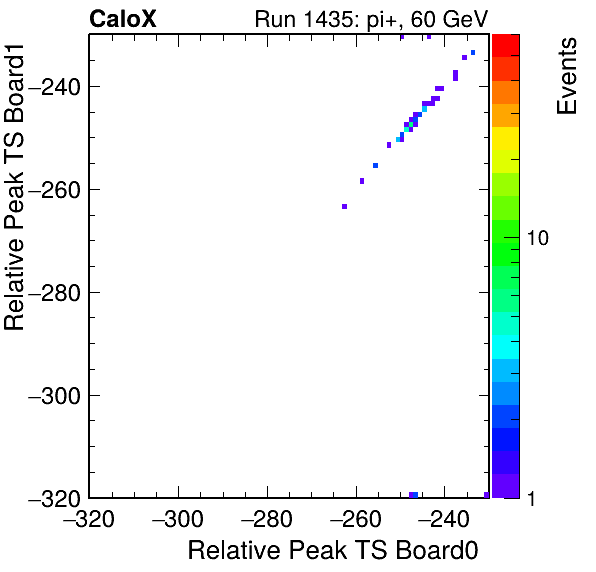 CaloX Run 1435: pi+, 60 GeV
Relative Peak TS Board1
−240
−260
−280
−300
−320
−320 −300 −280 −260 −240
Relative Peak TS Board0
Events
10
1